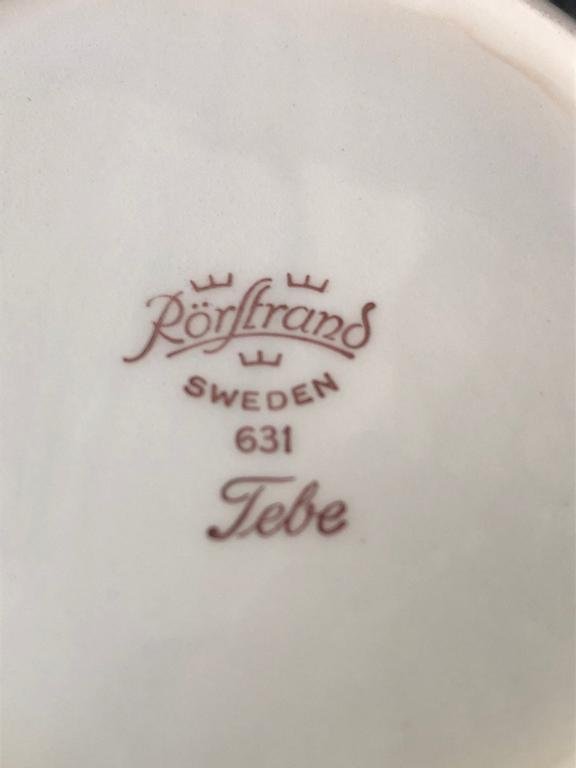 Rörstrand
SWEDEN
631
Tebe